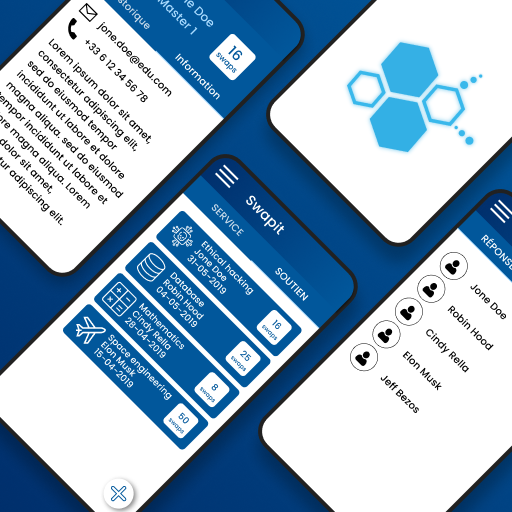 Jone Doe
Master 1
Information
16
swaps
jone.doe@edu.com
+33 6 12 34 56 78
Lorem ipsum dolor sit amet,
consectetur adipiscing elit,
sed do eiusmod tempor
incididunt ut labore et dolore
magna aliqua. sed do eiusmod
tempor incididunt ut labore et
magna aliqua. Lorem
dolor sit amet,
adipiscing elit.
Swapit
SERVICE
SOUTIEN
Ethical hacking
Jone Doe
31-05-2019
16
swaps
Database
Robin Hood
04-05-2019
25
swaps
Mathematics
Cindy Rella
28-04-2019
8
swaps
Space engineering
Elon Musk
15-04-2019
50
swaps
Jone Doe
Robin Hood
Cindy Rella
Elon Musk
Jeff Bezos